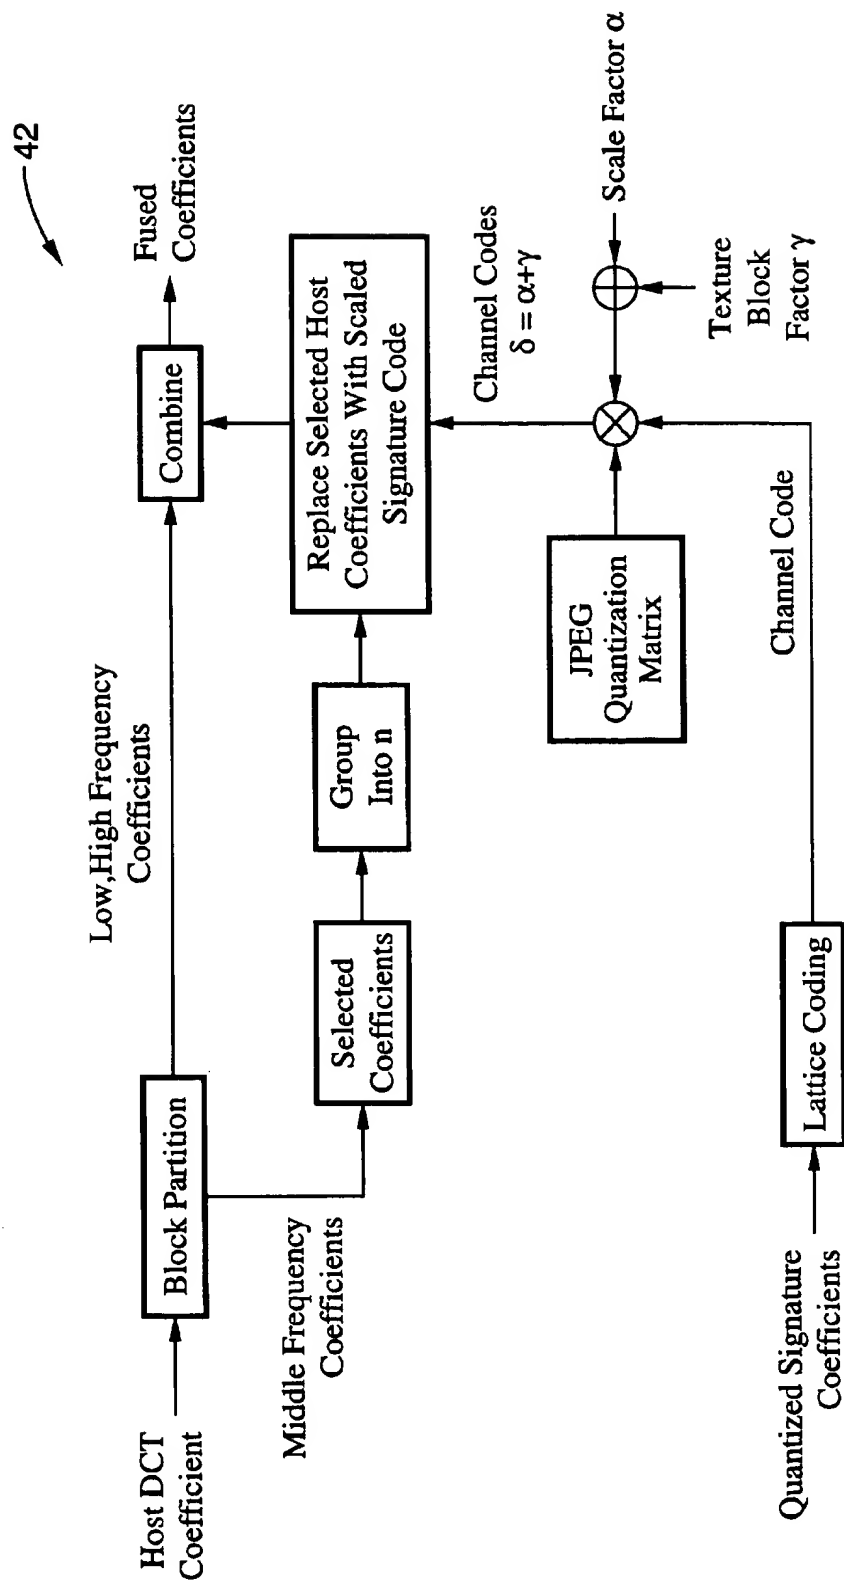 42
Host DCT
Coefficient
Block Partition
Low,High Frequency
Coefficients
Combine
Fused
Coefficients
Middle Frequency
Coefficients
Selected
Coefficients
Group
Into n
Replace Selected Host
Coefficients With Scaled
Signature Code
Channel Codes
δ = α+γ
JPEG
Quantization
Matrix
Scale Factor α
Texture
Block
Factor γ
Quantized Signature
Coefficients
Lattice Coding
Channel Code